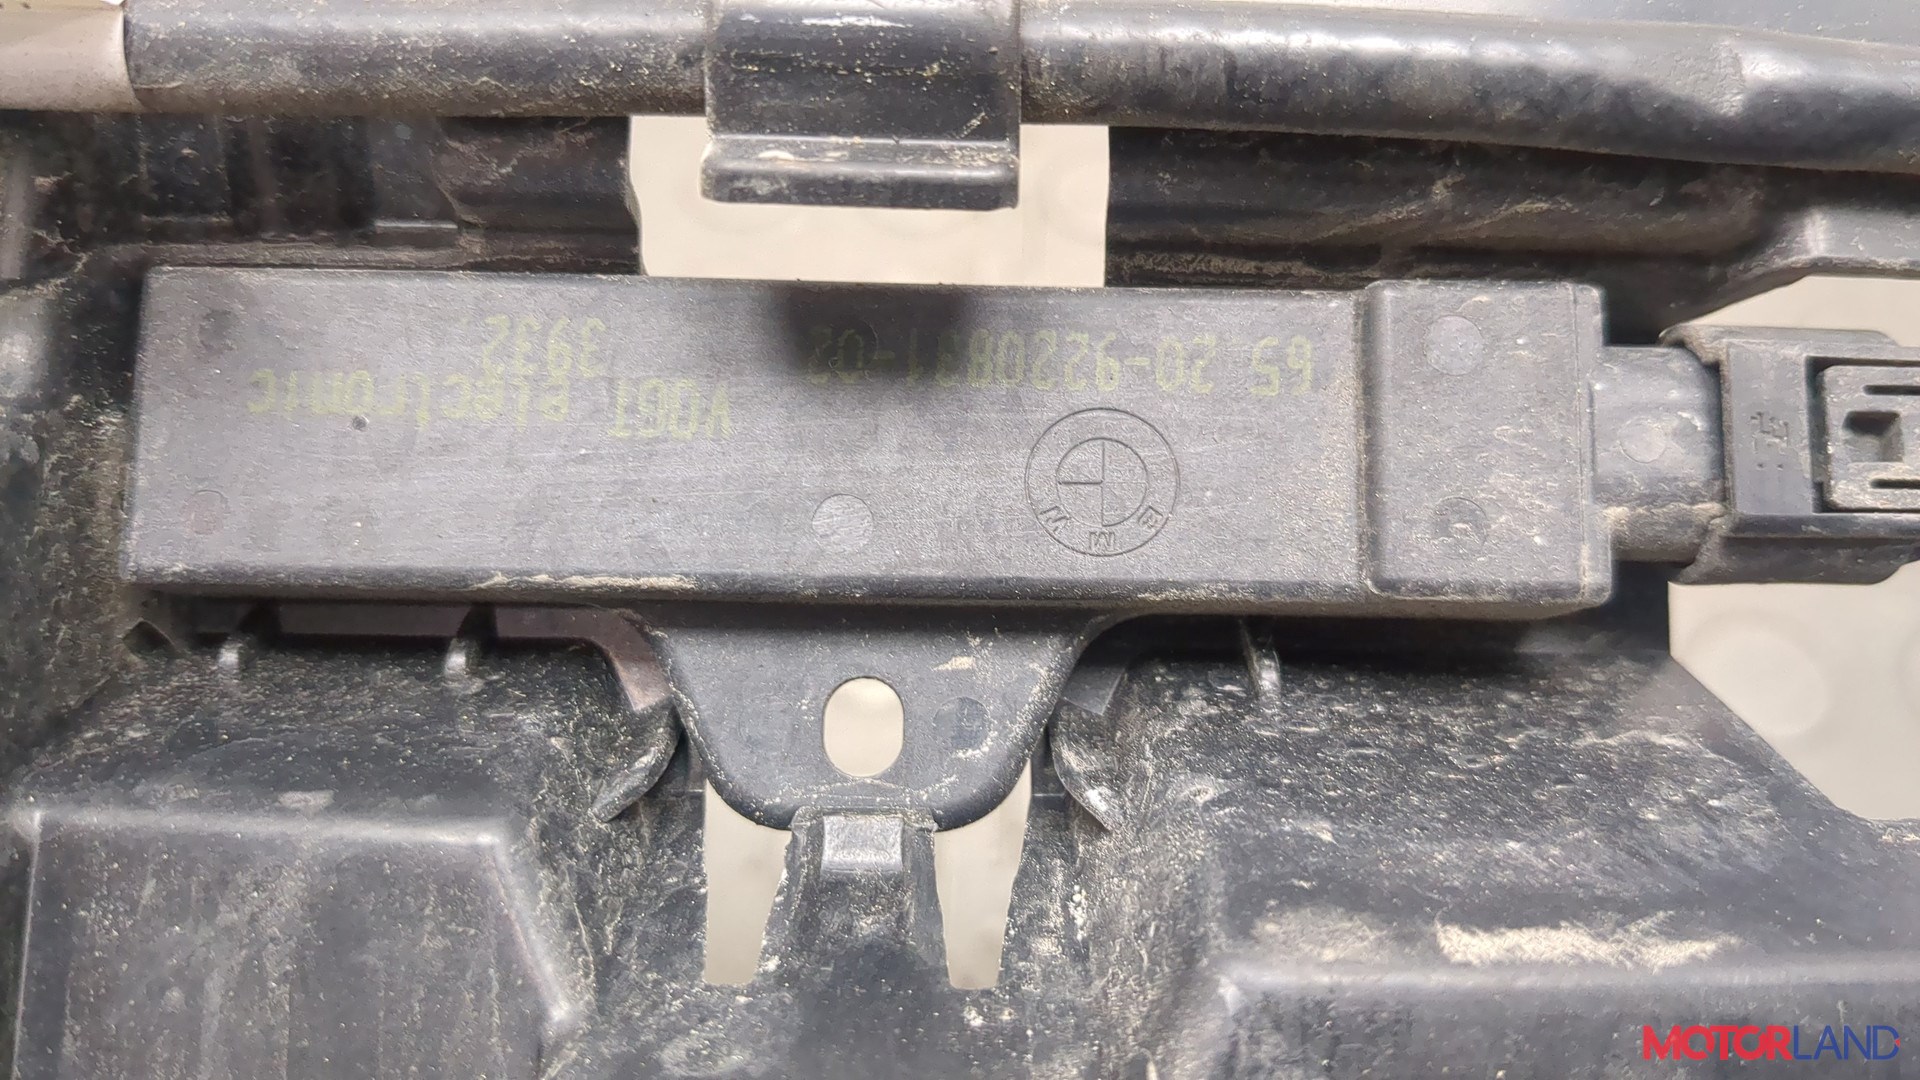 BMW
65.20-9220831-02
VOGT electronic
3932
MOTORLAND